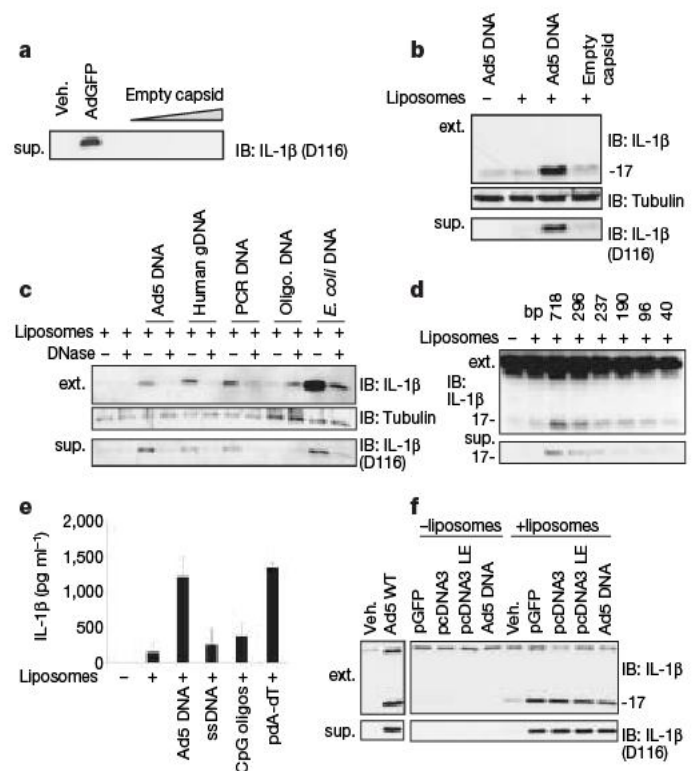 a
Veh.
AdGFP
Empty capsid
sup.
IB: IL-1β (D116)
b
Ad5 DNA
Ad5 DNA
Empty
capsid
Liposomes – + + +
ext.
IB: IL-1β
-17
IB: Tubulin
sup.
IB: IL-1β
(D116)
c
Ad5 DNA
Human gDNA
PCR DNA
Oligo. DNA
E. coli DNA
Liposomes + + + + + + + + + + + +
DNase – + – + – + – + – + – +
ext.
IB: IL-1β
IB: Tubulin
sup.
IB: IL-1β
(D116)
d
bp
718
296
237
190
96
40
Liposomes – + + + + + + +
ext.
IB:
IL-1β
17-
sup.
17-
e
IL-1β (pg ml⁻¹)
2,000
1,500
1,000
500
0
Liposomes – + + + + +
Ad5 DNA
ssDNA
CpG oligos
pdA-dT
f
–liposomes
+liposomes
Veh.
Ad5 WT
pGFP
pcDNA3
pcDNA3 LE
Ad5 DNA
Veh.
pGFP
pcDNA3
pcDNA3 LE
Ad5 DNA
ext.
IB: IL-1β
-17
sup.
IB: IL-1β
(D116)